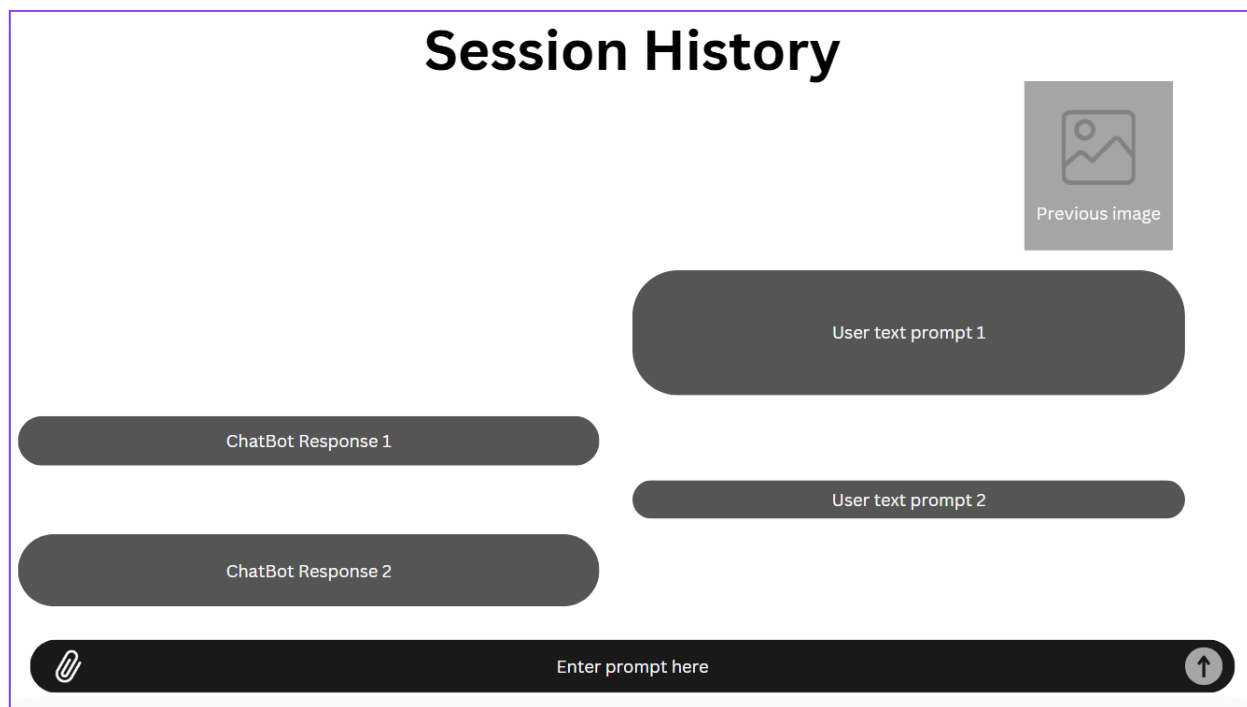 Session History
Previous image
User text prompt 1
ChatBot Response 1
User text prompt 2
ChatBot Response 2
Enter prompt here